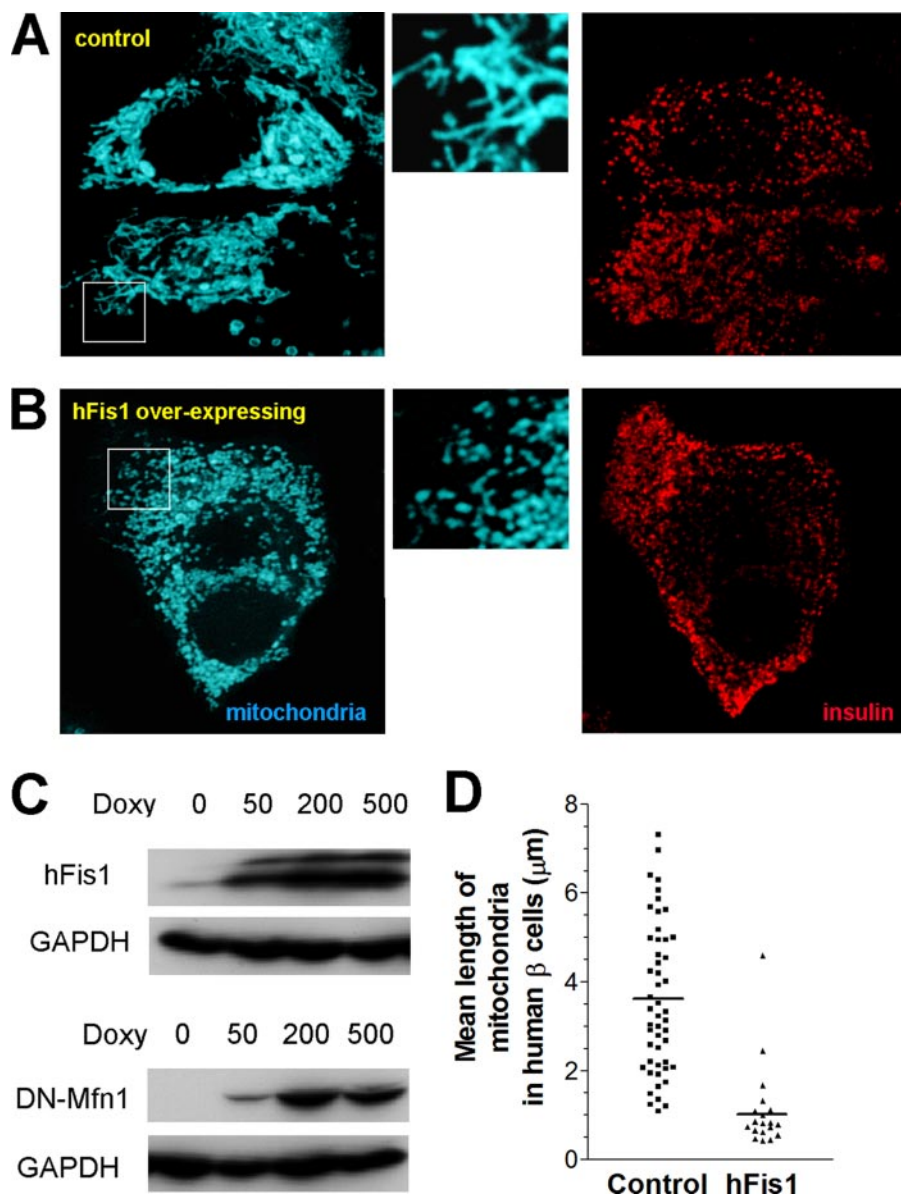 A
control
B
hFis1 over-expressing
mitochondria
insulin
C
Doxy 0 50 200 500
hFis1
GAPDH
Doxy 0 50 200 500
DN-Mfn1
GAPDH
D
Mean length of
mitochondria
in human β cells (μm)
8
6
4
2
0
Control hFis1